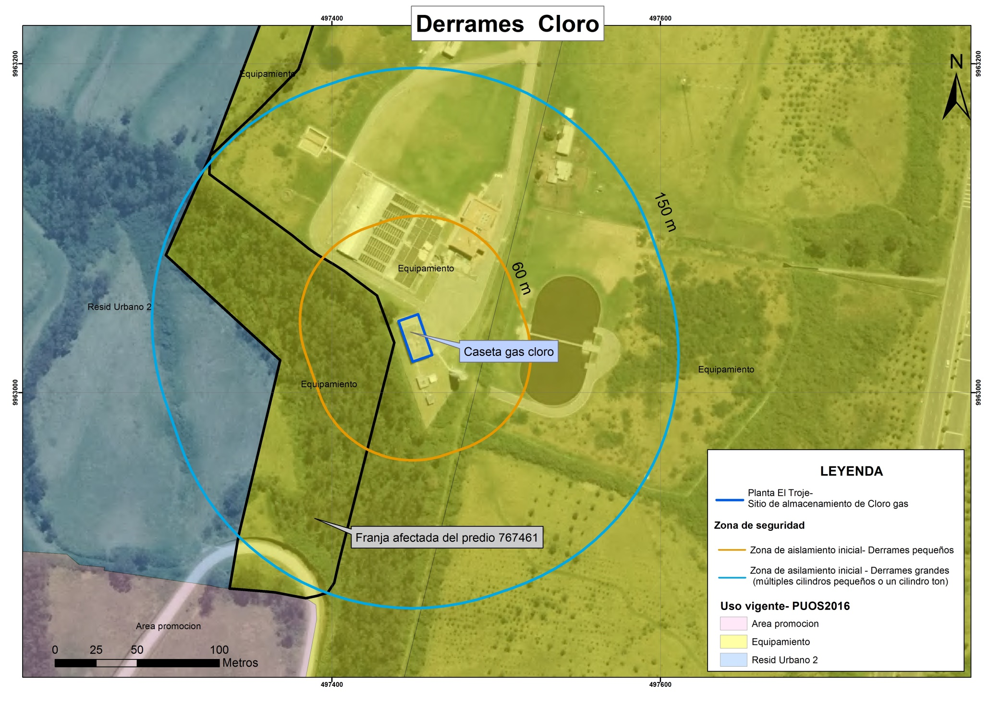 Derrames Cloro
497400
497600
9963200
9963200
N
Equipamiento
150 m
60 m
Equipamiento
Resid Urbano 2
Caseta gas cloro
Equipamiento
Equipamiento
9963000
9963000
Franja afectada del predio 767461
Area promocion
0 25 50 100
Metros
LEYENDA
Planta El Troje-
Sitio de almacenamiento de Cloro gas
Zona de seguridad
Zona de aislamiento inicial- Derrames pequeños
Zona de asilamiento inicial - Derrames grandes
(múltiples cilindros pequeños o un cilindro ton)
Uso vigente- PUOS2016
Area promocion
Equipamiento
Resid Urbano 2
497400
497600